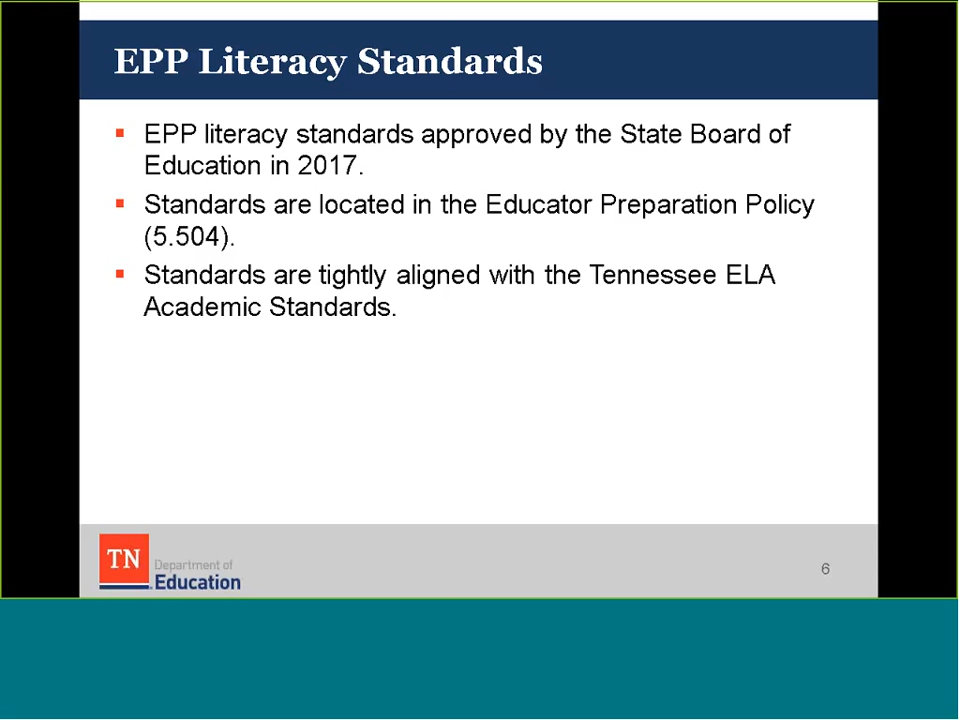 EPP Literacy Standards
▪ EPP literacy standards approved by the State Board of
Education in 2017.
▪ Standards are located in the Educator Preparation Policy
(5.504).
▪ Standards are tightly aligned with the Tennessee ELA
Academic Standards.
TN
Department of
Education
6